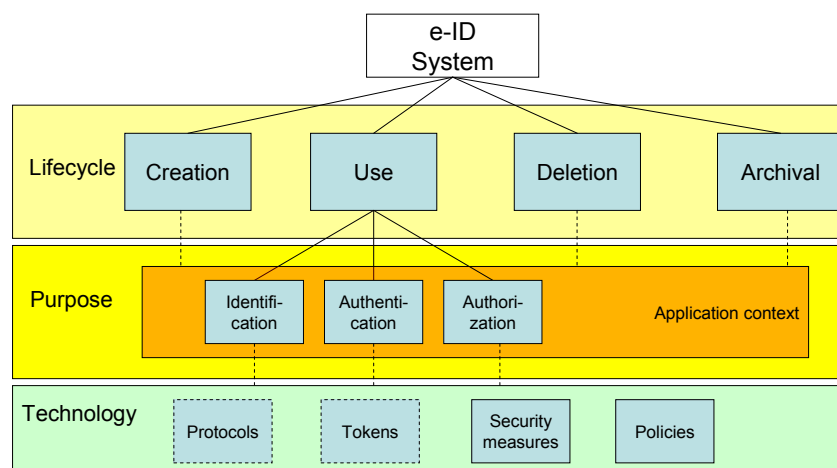 e-ID
System
Lifecycle
Creation
Use
Deletion
Archival
Purpose
Identifi-
cation
Authenti-
cation
Authori-
zation
Application context
Technology
Protocols
Tokens
Security
measures
Policies